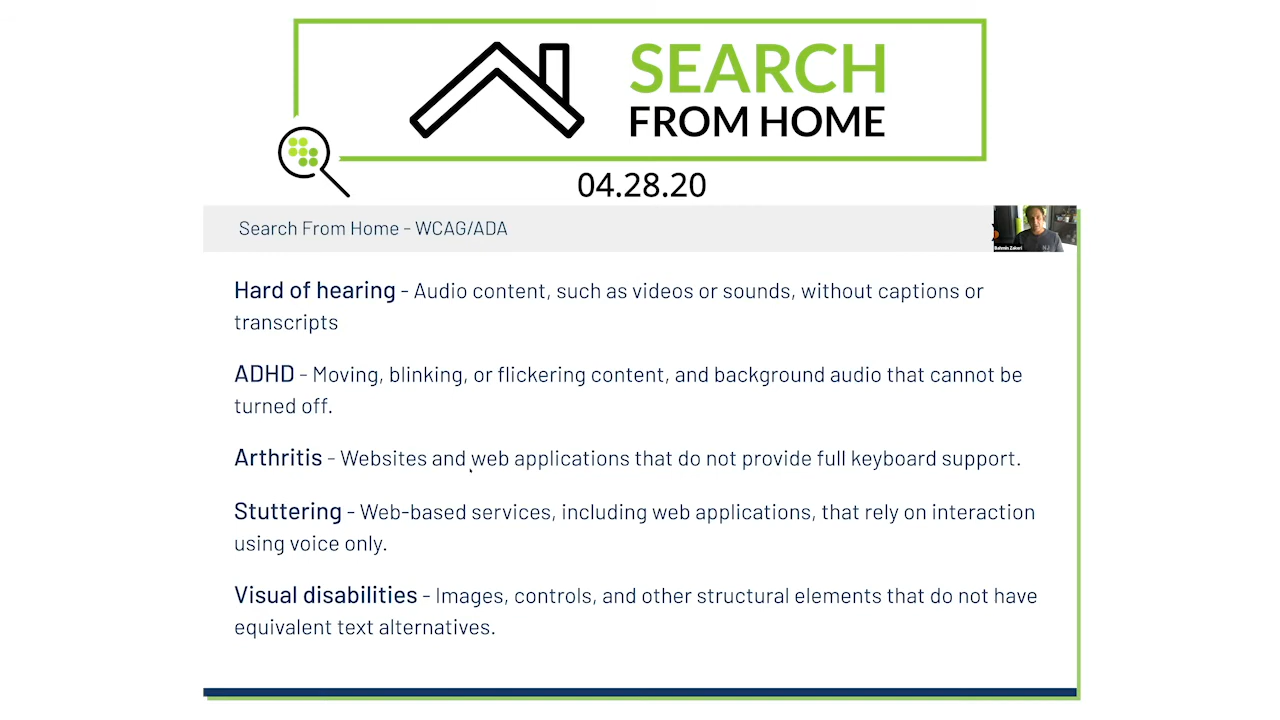 SEARCH
FROM HOME
04.28.20
Search From Home - WCAG/ADA
Bahmin Zakeri
Hard of hearing - Audio content, such as videos or sounds, without captions or
transcripts
ADHD - Moving, blinking, or flickering content, and background audio that cannot be
turned off.
Arthritis - Websites and web applications that do not provide full keyboard support.
Stuttering - Web-based services, including web applications, that rely on interaction
using voice only.
Visual disabilities - Images, controls, and other structural elements that do not have
equivalent text alternatives.